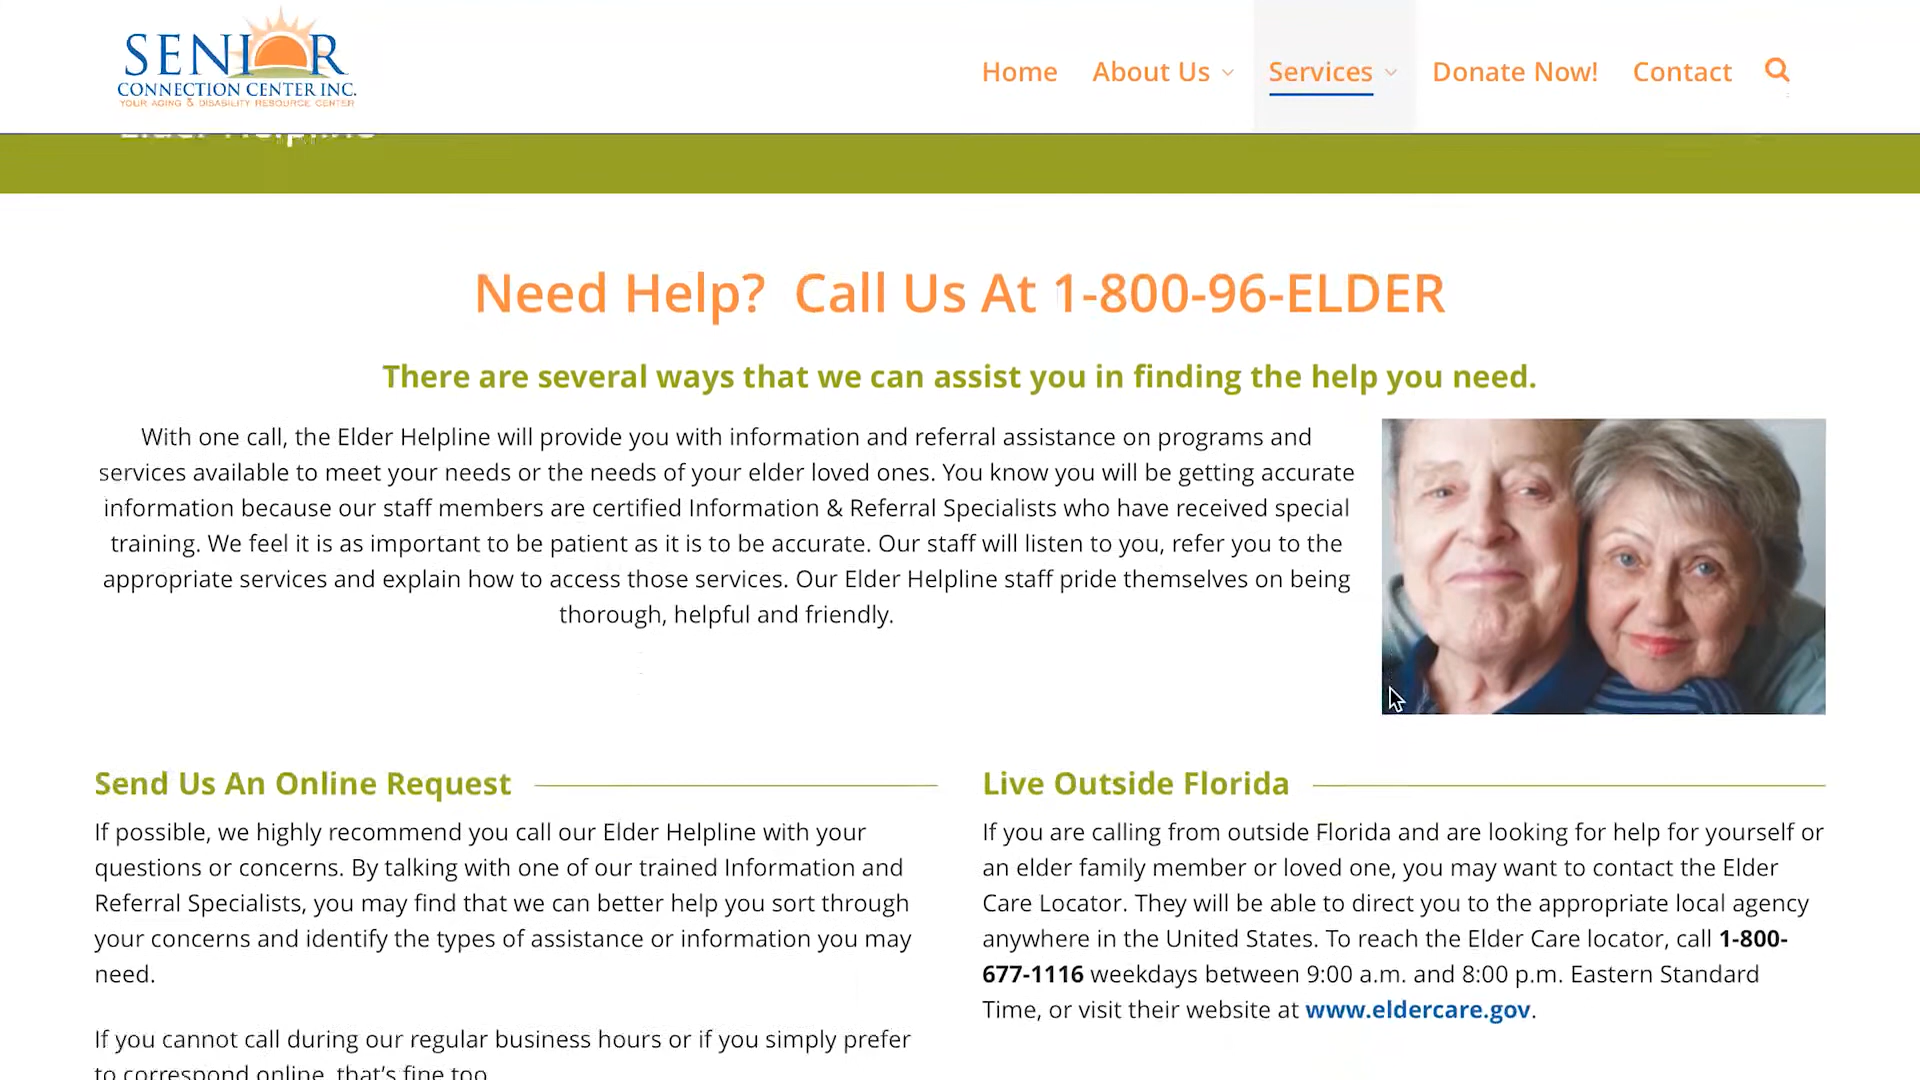 SENIOR
CONNECTION CENTER INC.
YOUR AGING & DISABILITY RESOURCE CENTER
Home
About Us
Services
Donate Now!
Contact
Elder Helpline
Need Help?  Call Us At 1-800-96-ELDER
There are several ways that we can assist you in finding the help you need.
With one call, the Elder Helpline will provide you with information and referral assistance on programs and
services available to meet your needs or the needs of your elder loved ones. You know you will be getting accurate
information because our staff members are certified Information & Referral Specialists who have received special
training. We feel it is as important to be patient as it is to be accurate. Our staff will listen to you, refer you to the
appropriate services and explain how to access those services. Our Elder Helpline staff pride themselves on being
thorough, helpful and friendly.
Send Us An Online Request
If possible, we highly recommend you call our Elder Helpline with your
questions or concerns. By talking with one of our trained Information and
Referral Specialists, you may find that we can better help you sort through
your concerns and identify the types of assistance or information you may
need.
If you cannot call during our regular business hours or if you simply prefer
to correspond online, that's fine too.
Live Outside Florida
If you are calling from outside Florida and are looking for help for yourself or
an elder family member or loved one, you may want to contact the Elder
Care Locator. They will be able to direct you to the appropriate local agency
anywhere in the United States. To reach the Elder Care locator, call 1-800-
677-1116 weekdays between 9:00 a.m. and 8:00 p.m. Eastern Standard
Time, or visit their website at www.eldercare.gov.